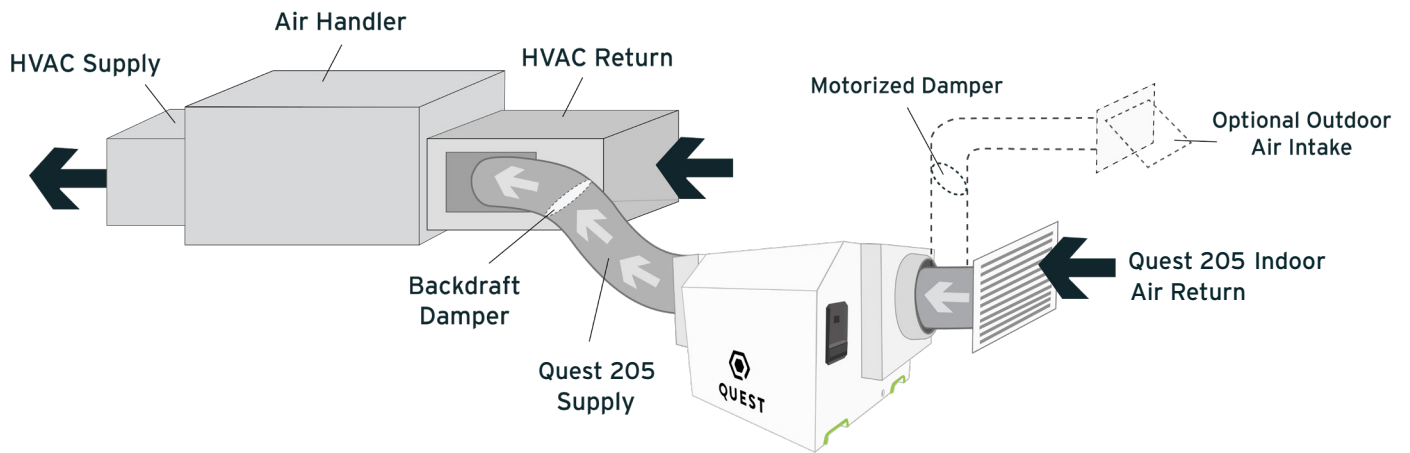 Air Handler
HVAC Supply
HVAC Return
Motorized Damper
Optional Outdoor
Air Intake
Backdraft
Damper
Quest 205 Indoor
Air Return
Quest 205
Supply
QUEST